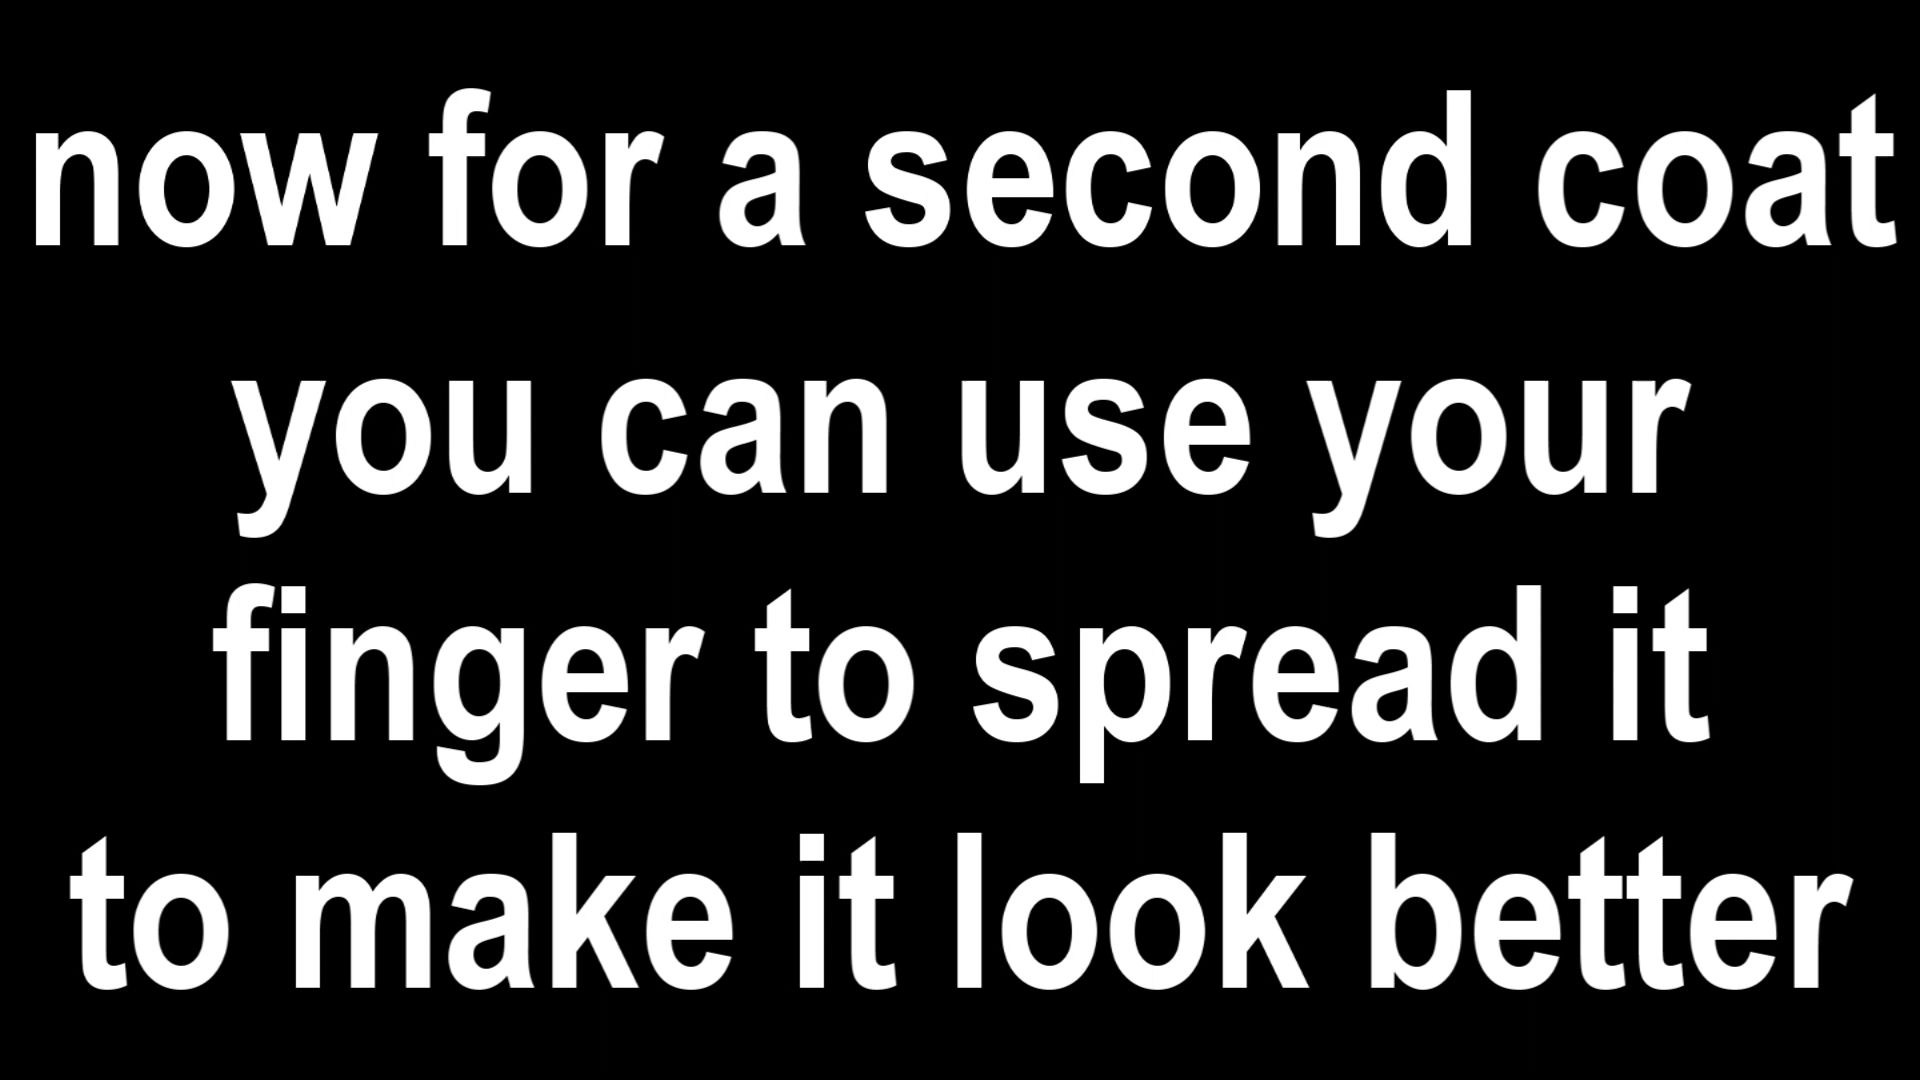 now for a second coat
you can use your
finger to spread it
to make it look better